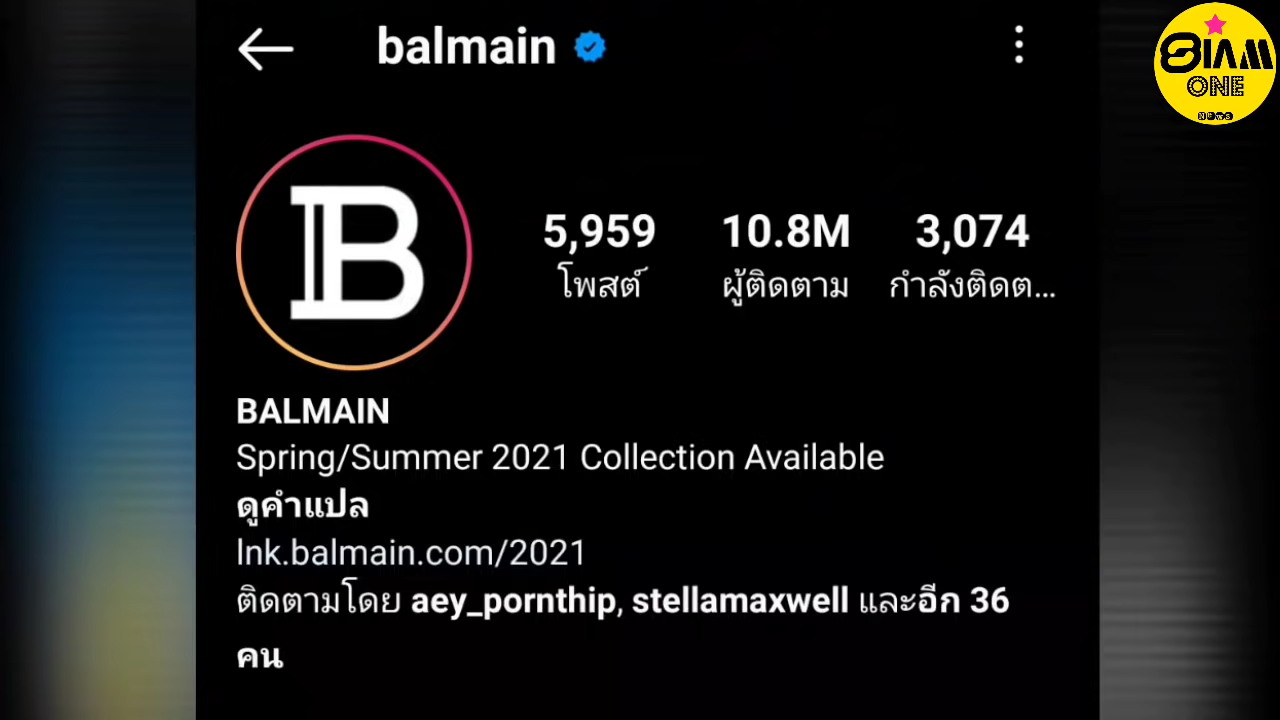 balmain
SIAM
ONE
NEWS
B
5,959 10.8M 3,074
โพสต์ ผู้ติดตาม กำลังติดต...
BALMAIN
Spring/Summer 2021 Collection Available
ดูคำแปล
lnk.balmain.com/2021
ติดตามโดย aey_pornthip, stellamaxwell และอีก 36
คน